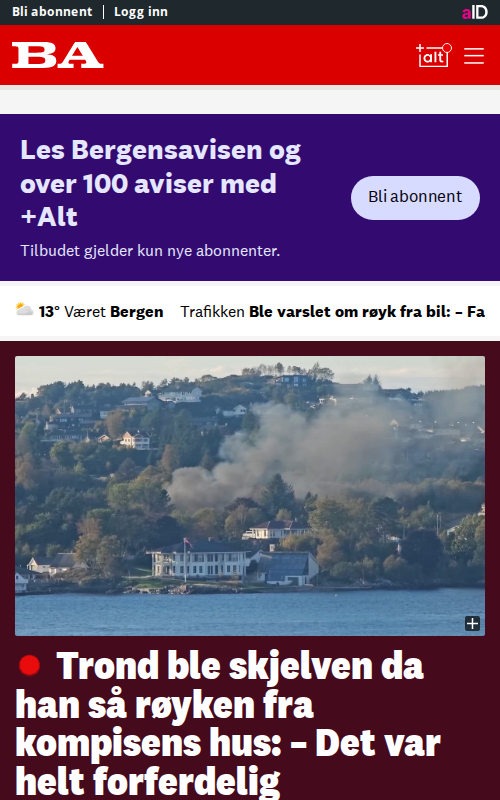 Bli abonnent | Logg inn
aID
BA
+alt
Les Bergensavisen og
over 100 aviser med
+Alt
Tilbudet gjelder kun nye abonnenter.
Bli abonnent
13° Været Bergen Trafikken Ble varslet om røyk fra bil: – Fa
Trond ble skjelven da
han så røyken fra
kompisens hus: – Det var
helt forferdelig